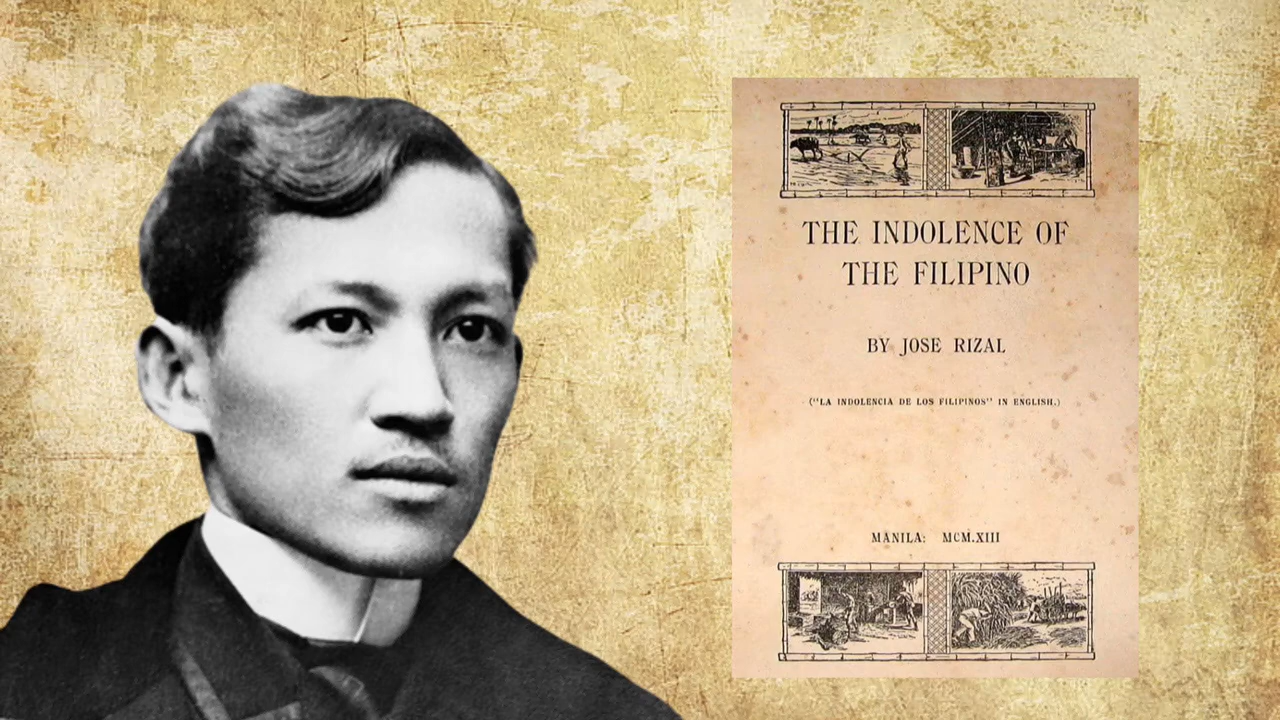 THE INDOLENCE OF
THE FILIPINO
BY JOSE RIZAL
("LA INDOLENCIA DE LOS FILIPINOS" IN ENGLISH.)
MANILA: MCM.XIII